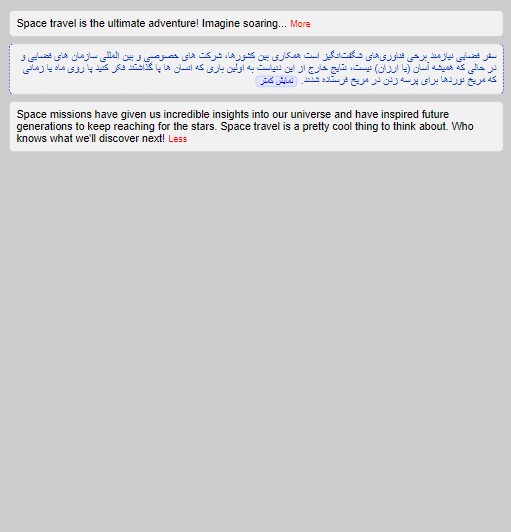 Space travel is the ultimate adventure! Imagine soaring... More
سفر فضایی نیازمند برخی فناوری‌های شگفت‌انگیز است همکاری بین کشورها، شرکت های خصوصی و بین المللی سازمان های فضایی و
در حالی که همیشه آسان (یا ارزان) نیست، نتایج خارج از این دنیاست به اولین باری که انسان ها پا گذاشتند فکر کنید پا روی ماه یا زمانی
که مریخ نوردها برای پرسه زدن در مریخ فرستاده شدند. نمایش کمتر
Space missions have given us incredible insights into our universe and have inspired future
generations to keep reaching for the stars. Space travel is a pretty cool thing to think about. Who
knows what we'll discover next! Less